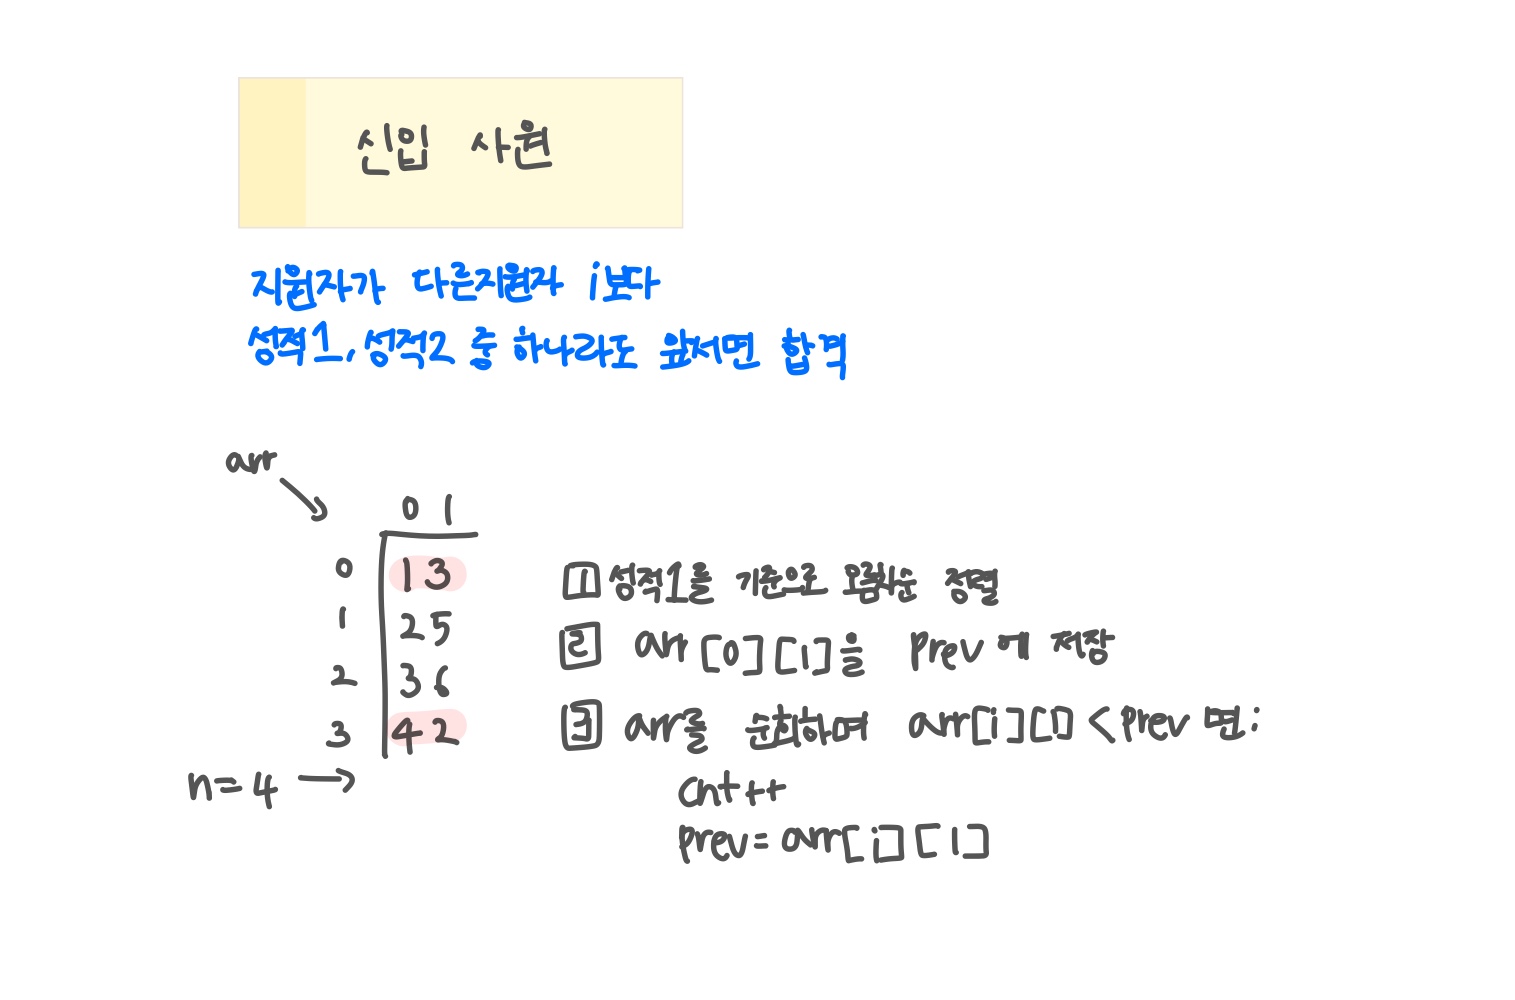 신입 사원
지원자가 다른지원자 i보다
성적1, 성적2 중 하나라도 앞서면 합격
arr
0 1
0 1 3
1 2 5
2 3 6
3 4 2
n=4
1 성적1를 기준으로 오름차순 정렬
2 arr[0][1]을 prev에 저장
3 arr를 순회하며 arr[i][1] < prev 면:
cnt++
prev=arr[i][1]